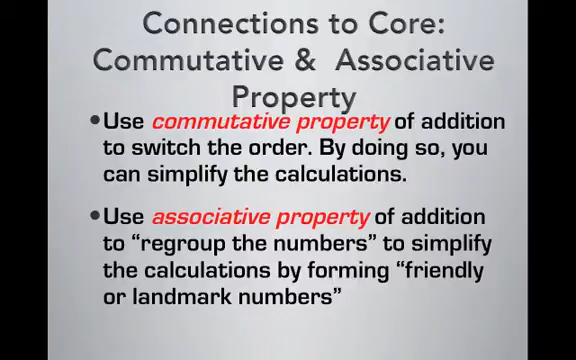 Connections to Core:
Commutative & Associative
Property
•Use commutative property of addition
to switch the order. By doing so, you
can simplify the calculations.
•Use associative property of addition
to “regroup the numbers” to simplify
the calculations by forming “friendly
or landmark numbers”